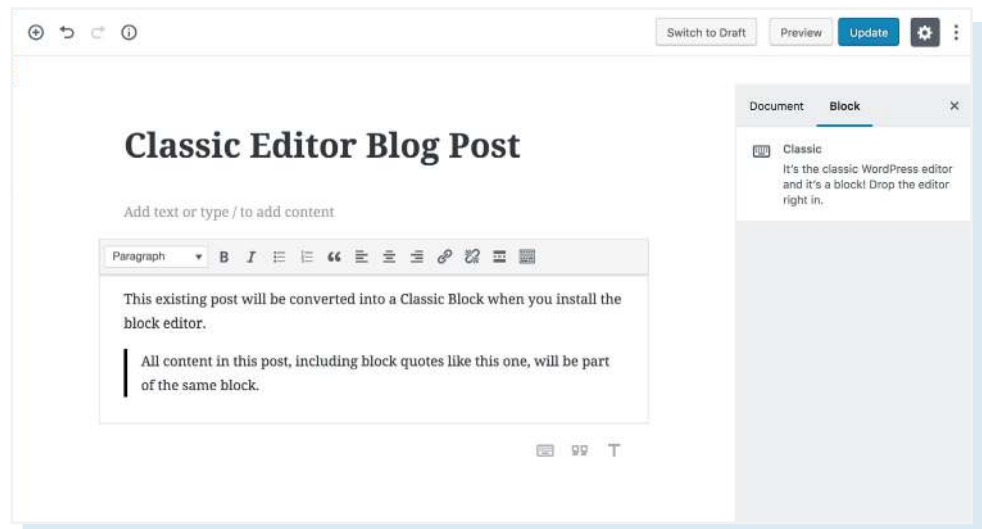 Switch to Draft
Preview
Update
Document
Block
Classic Editor Blog Post
Classic
It's the classic WordPress editor
and it's a block! Drop the editor
right in.
Add text or type / to add content
Paragraph
B
I
This existing post will be converted into a Classic Block when you install the
block editor.
All content in this post, including block quotes like this one, will be part
of the same block.
T